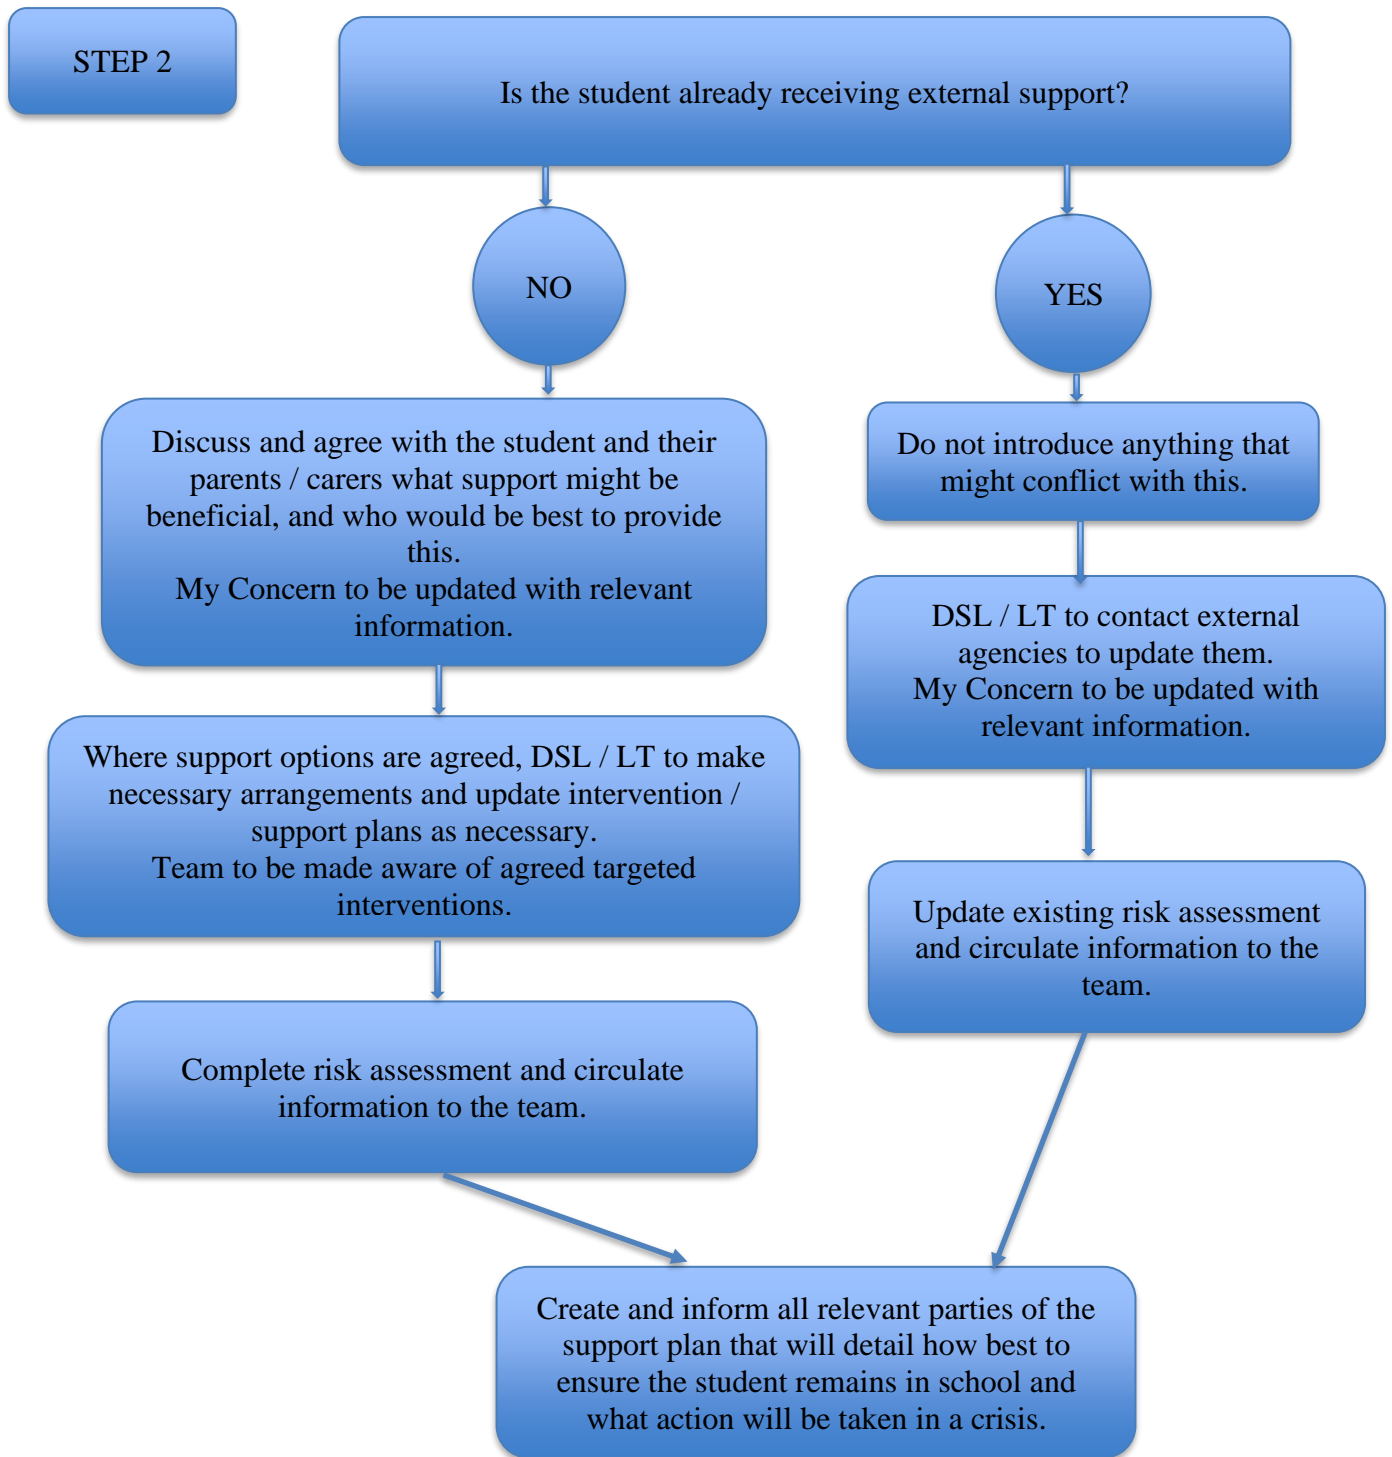 STEP 2
Is the student already receiving external support?
NO
YES
Discuss and agree with the student and their
parents / carers what support might be
beneficial, and who would be best to provide
this.
My Concern to be updated with relevant
information.
Do not introduce anything that
might conflict with this.
DSL / LT to contact external
agencies to update them.
My Concern to be updated with
relevant information.
Where support options are agreed, DSL / LT to make
necessary arrangements and update intervention /
support plans as necessary.
Team to be made aware of agreed targeted
interventions.
Update existing risk assessment
and circulate information to the
team.
Complete risk assessment and circulate
information to the team.
Create and inform all relevant parties of the
support plan that will detail how best to
ensure the student remains in school and
what action will be taken in a crisis.